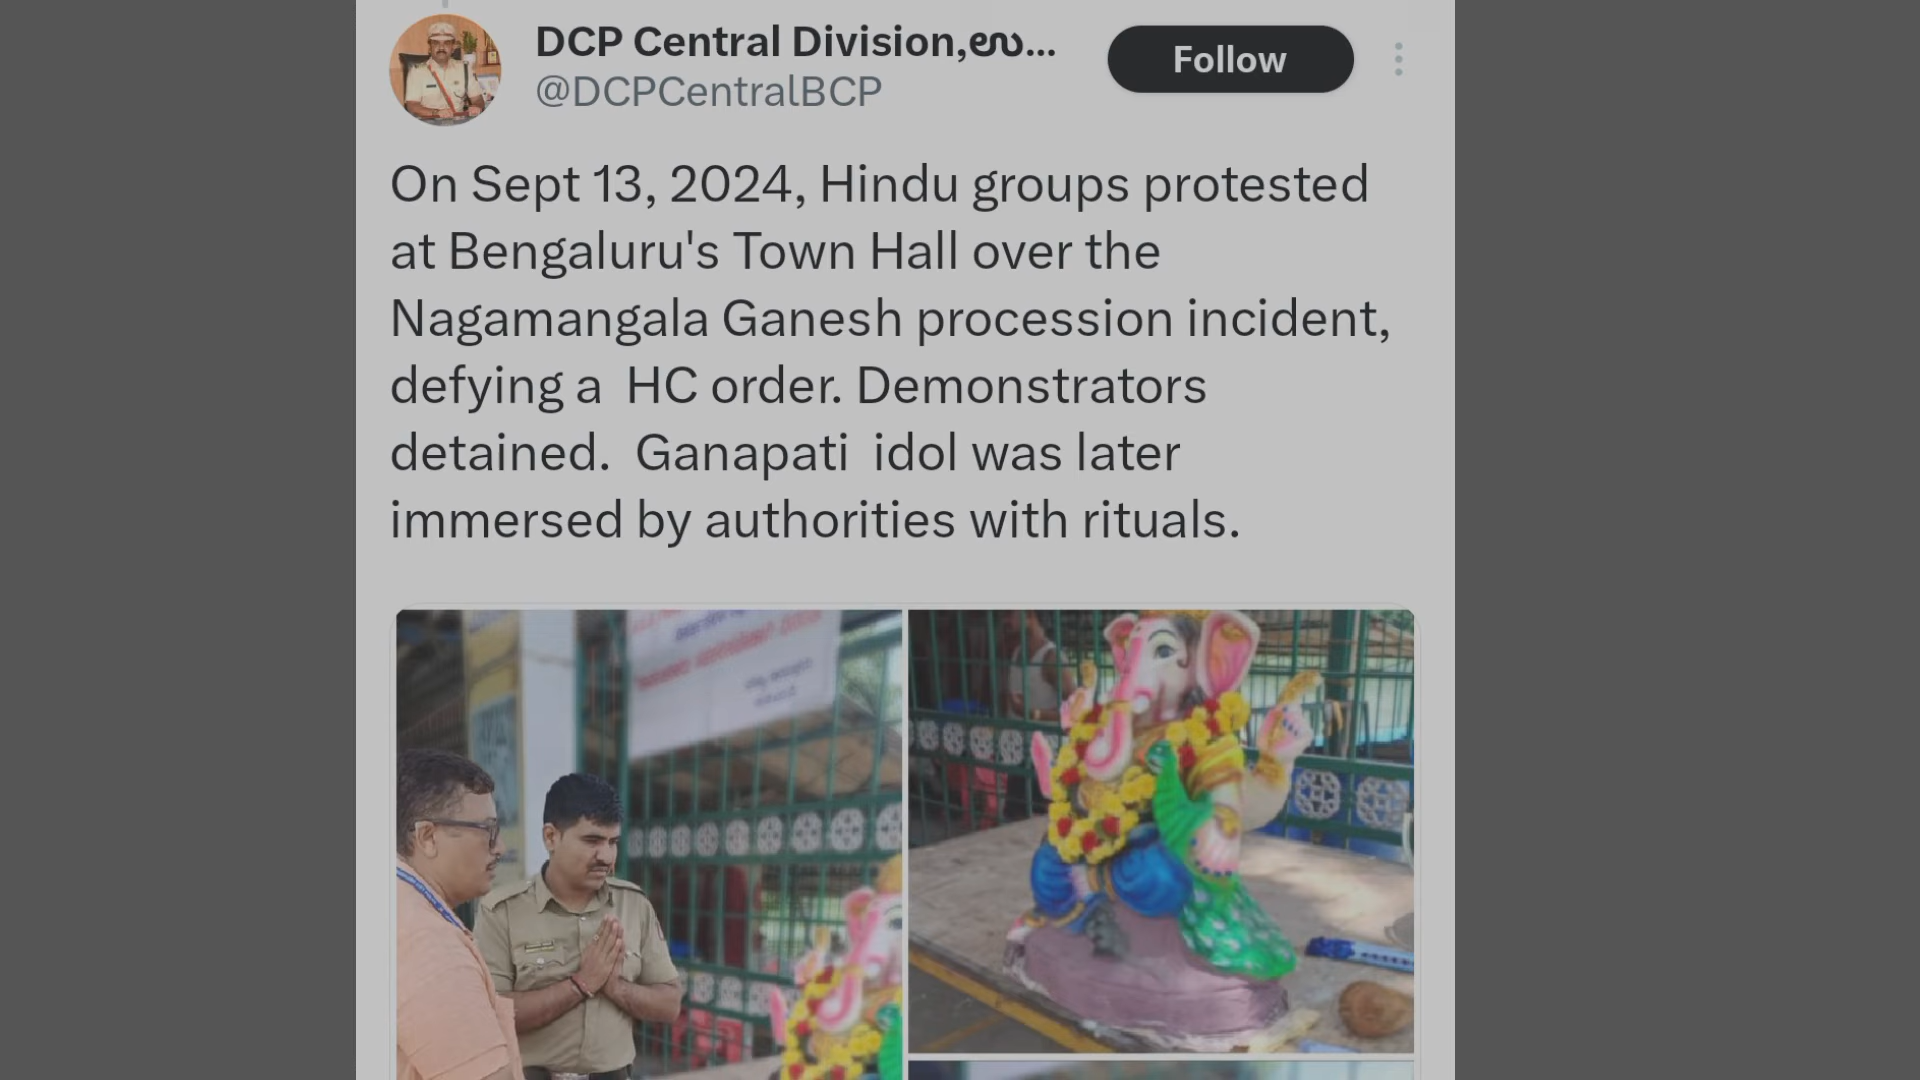 DCP Central Division,ಉ...
@DCPCentralBCP
Follow
On Sept 13, 2024, Hindu groups protested
at Bengaluru's Town Hall over the
Nagamangala Ganesh procession incident,
defying a HC order. Demonstrators
detained. Ganapati idol was later
immersed by authorities with rituals.